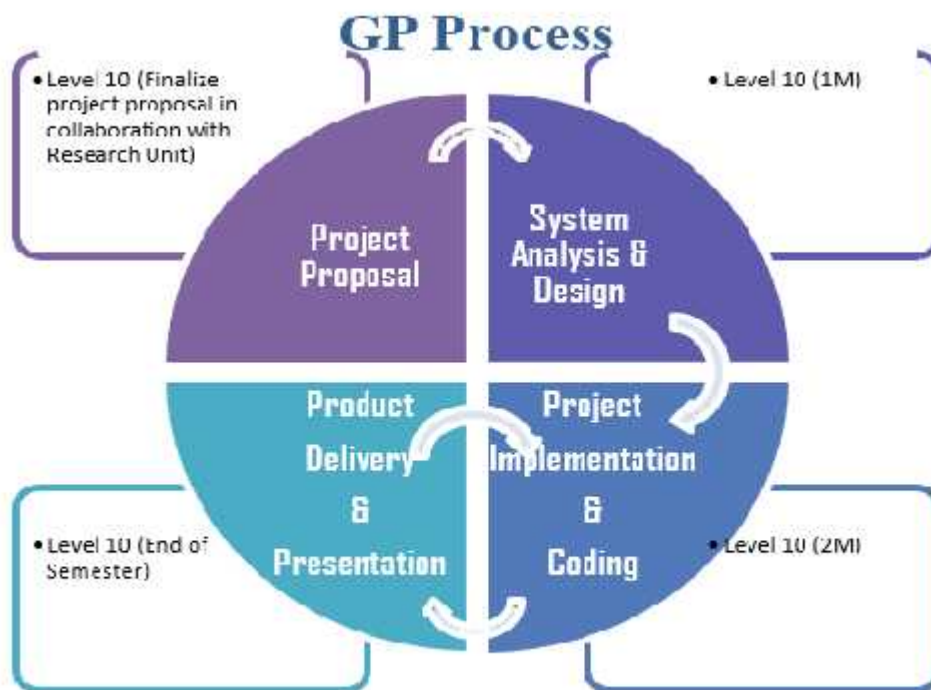 GP Process
• Level 10 (Finalize
project proposal in
collaboration with
Research Unit)
• Level 10 (1M)
Project
Proposal
System
Analysis &
Design
Product
Delivery
&
Presentation
Project
Implementation
&
Coding
• Level 10 (End of
Semester)
• Level 10 (2M)